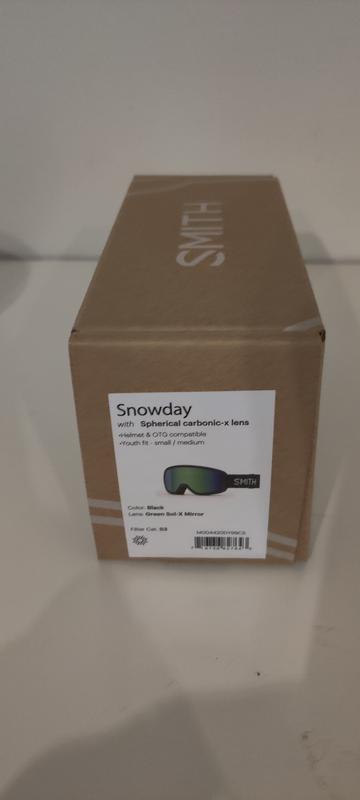 SMITH
Snowday
with Spherical carbonic-x lens
•Helmet & OTG compatible
•Youth fit - small / medium
SMITH
Color: Black
Lens: Green Sol-X Mirror
Filter Cat. S3